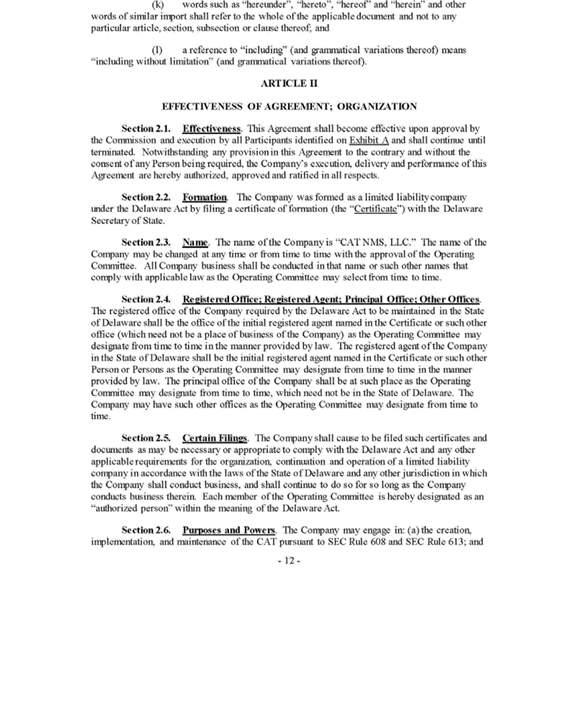 (k) words such as “hereunder”, “hereto”, “hereof” and “herein” and other
words of similar import shall refer to the whole of the applicable document and not to any
particular article, section, subsection or clause thereof; and
(l) a reference to “including” (and grammatical variations thereof) means
“including without limitation” (and grammatical variations thereof).
ARTICLE II
EFFECTIVENESS OF AGREEMENT; ORGANIZATION
Section 2.1. Effectiveness. This Agreement shall become effective upon approval by
the Commission and execution by all Participants identified on Exhibit A and shall continue until
terminated. Notwithstanding any provision in this Agreement to the contrary and without the
consent of any Person being required, the Company’s execution, delivery and performance of this
Agreement are hereby authorized, approved and ratified in all respects.
Section 2.2. Formation. The Company was formed as a limited liability company
under the Delaware Act by filing a certificate of formation (the “Certificate”) with the Delaware
Secretary of State.
Section 2.3. Name. The name of the Company is “CAT NMS, LLC.” The name of the
Company may be changed at any time or from time to time with the approval of the Operating
Committee. All Company business shall be conducted in that name or such other names that
comply with applicable law as the Operating Committee may select from time to time.
Section 2.4. Registered Office; Registered Agent; Principal Office; Other Offices.
The registered office of the Company required by the Delaware Act to be maintained in the State
of Delaware shall be the office of the initial registered agent named in the Certificate or such other
office (which need not be a place of business of the Company) as the Operating Committee may
designate from time to time in the manner provided by law. The registered agent of the Company
in the State of Delaware shall be the initial registered agent named in the Certificate or such other
Person or Persons as the Operating Committee may designate from time to time in the manner
provided by law. The principal office of the Company shall be at such place as the Operating
Committee may designate from time to time, which need not be in the State of Delaware. The
Company may have such other offices as the Operating Committee may designate from time to
time.
Section 2.5. Certain Filings. The Company shall cause to be filed such certificates and
documents as may be necessary or appropriate to comply with the Delaware Act and any other
applicable requirements for the organization, continuation and operation of a limited liability
company in accordance with the laws of the State of Delaware and any other jurisdiction in which
the Company shall conduct business, and shall continue to do so for so long as the Company
conducts business therein. Each member of the Operating Committee is hereby designated as an
“authorized person” within the meaning of the Delaware Act.
Section 2.6. Purposes and Powers. The Company may engage in: (a) the creation,
implementation, and maintenance of the CAT pursuant to SEC Rule 608 and SEC Rule 613; and
- 12 -